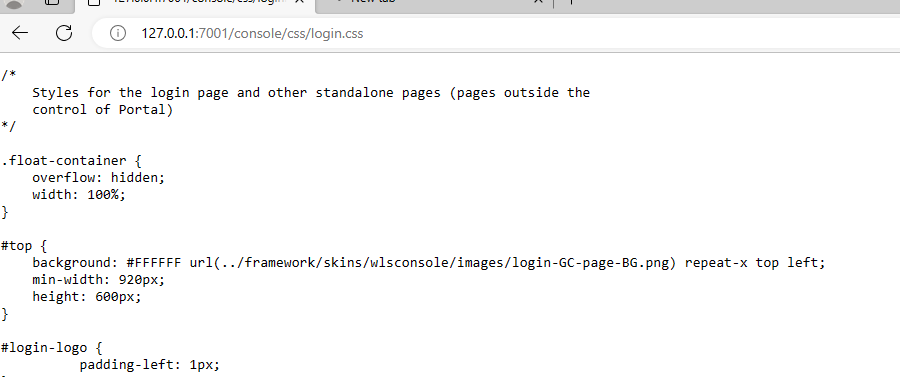 New tab
127.0.0.1:7001/console/css/login.css
/*
    Styles for the login page and other standalone pages (pages outside the
    control of Portal)
*/
.float-container {
    overflow: hidden;
    width: 100%;
}
#top {
    background: #FFFFFF url(../framework/skins/wlsconsole/images/login-GC-page-BG.png) repeat-x top left;
    min-width: 920px;
    height: 600px;
}
#login-logo {
          padding-left: 1px;